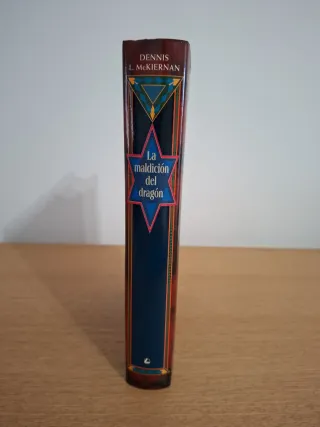 DENNIS
L. McKIERNAN
La
maldición
del
dragón